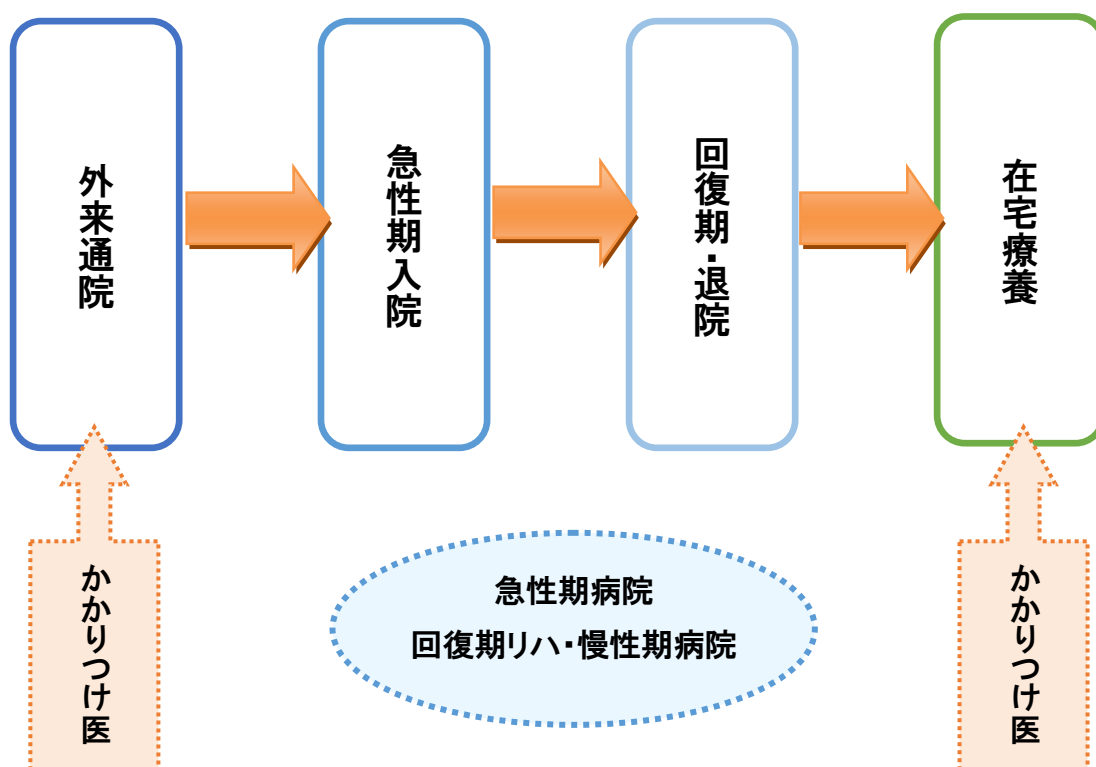 外来通院
急性期入院
回復期・退院
在宅療養
かかりつけ医
急性期病院
回復期リハ・慢性期病院
かかりつけ医